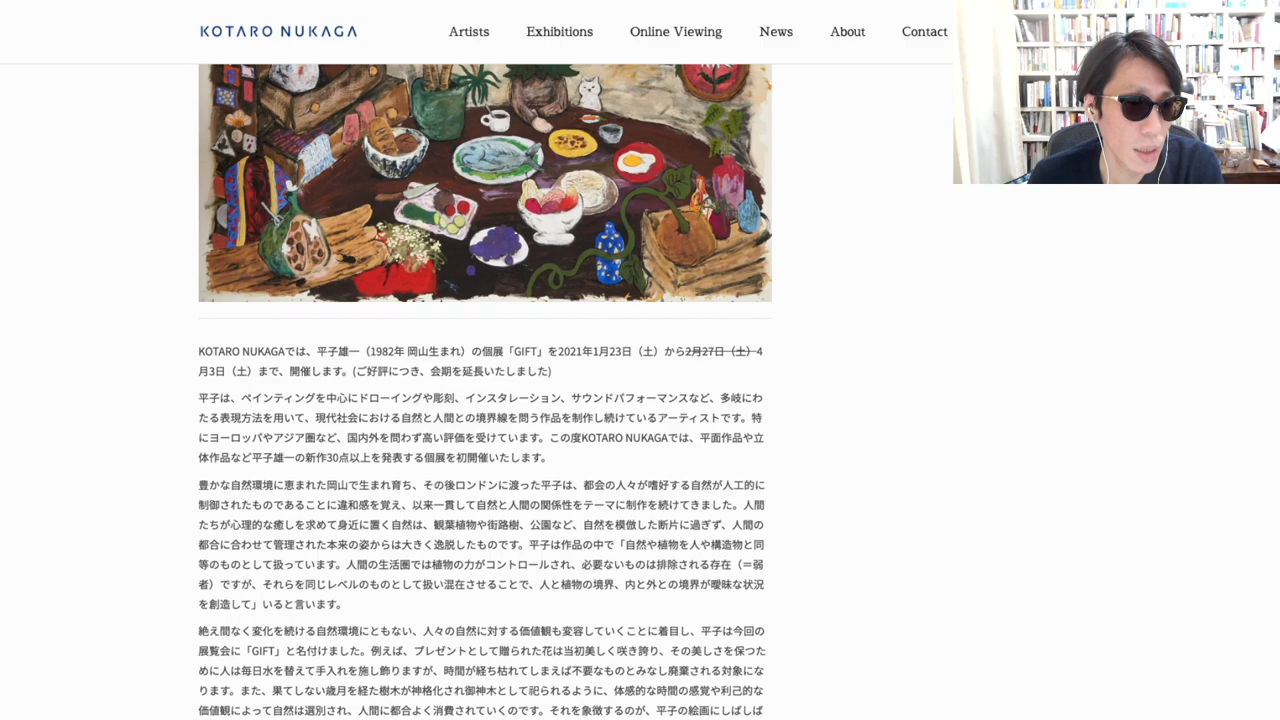 KOTARO NUKAGA
Artists Exhibitions Online Viewing News About Contact
KOTARO NUKAGAでは、平子雄一（1982年 岡山生まれ）の個展「GIFT」を2021年1月23日（土）から2月27日（土）4
月3日（土）まで、開催します。(ご好評につき、会期を延長いたしました)
平子は、ペインティングを中心にドローイングや彫刻、インスタレーション、サウンドパフォーマンスなど、多岐にわ
たる表現方法を用いて、現代社会における自然と人間との境界線を問う作品を制作し続けているアーティストです。特
にヨーロッパやアジア圏など、国内外を問わず高い評価を受けています。この度KOTARO NUKAGAでは、平面作品や立
体作品など平子雄一の新作30点以上を発表する個展を初開催いたします。
豊かな自然環境に恵まれた岡山で生まれ育ち、その後ロンドンに渡った平子は、都会の人々が嗜好する自然が人工的に
制御されたものであることに違和感を覚え、以来一貫して自然と人間の関係性をテーマに制作を続けてきました。人間
たちが心理的な癒しを求めて身近に置く自然は、観葉植物や街路樹、公園など、自然を模倣した断片に過ぎず、人間の
都合に合わせて管理された本来の姿からは大きく逸脱したものです。平子は作品の中で「自然や植物を人や構造物と同
等のものとして扱っています。人間の生活圏では植物の力がコントロールされ、必要ないものは排除される存在（＝弱
者）ですが、それらを同じレベルのものとして扱い混在させることで、人と植物の境界、内と外との境界が曖昧な状況
を創造して」いると言います。
絶え間なく変化を続ける自然環境にともない、人々の自然に対する価値観も変容していくことに着目し、平子は今回の
展覧会に「GIFT」と名付けました。例えば、プレゼントとして贈られた花は当初美しく咲き誇り、その美しさを保つた
めに人は毎日水を替えて手入れを施し飾りますが、時間が経ち枯れてしまえば不要なものとみなし廃棄される対象にな
ります。また、果てしない歳月を経た樹木が神格化され御神木として祀られるように、体感的な時間の感覚や利己的な
価値観によって自然は選別され、人間に都合よく消費されていくのです。それを象徴するのが、平子の絵画にしばしば